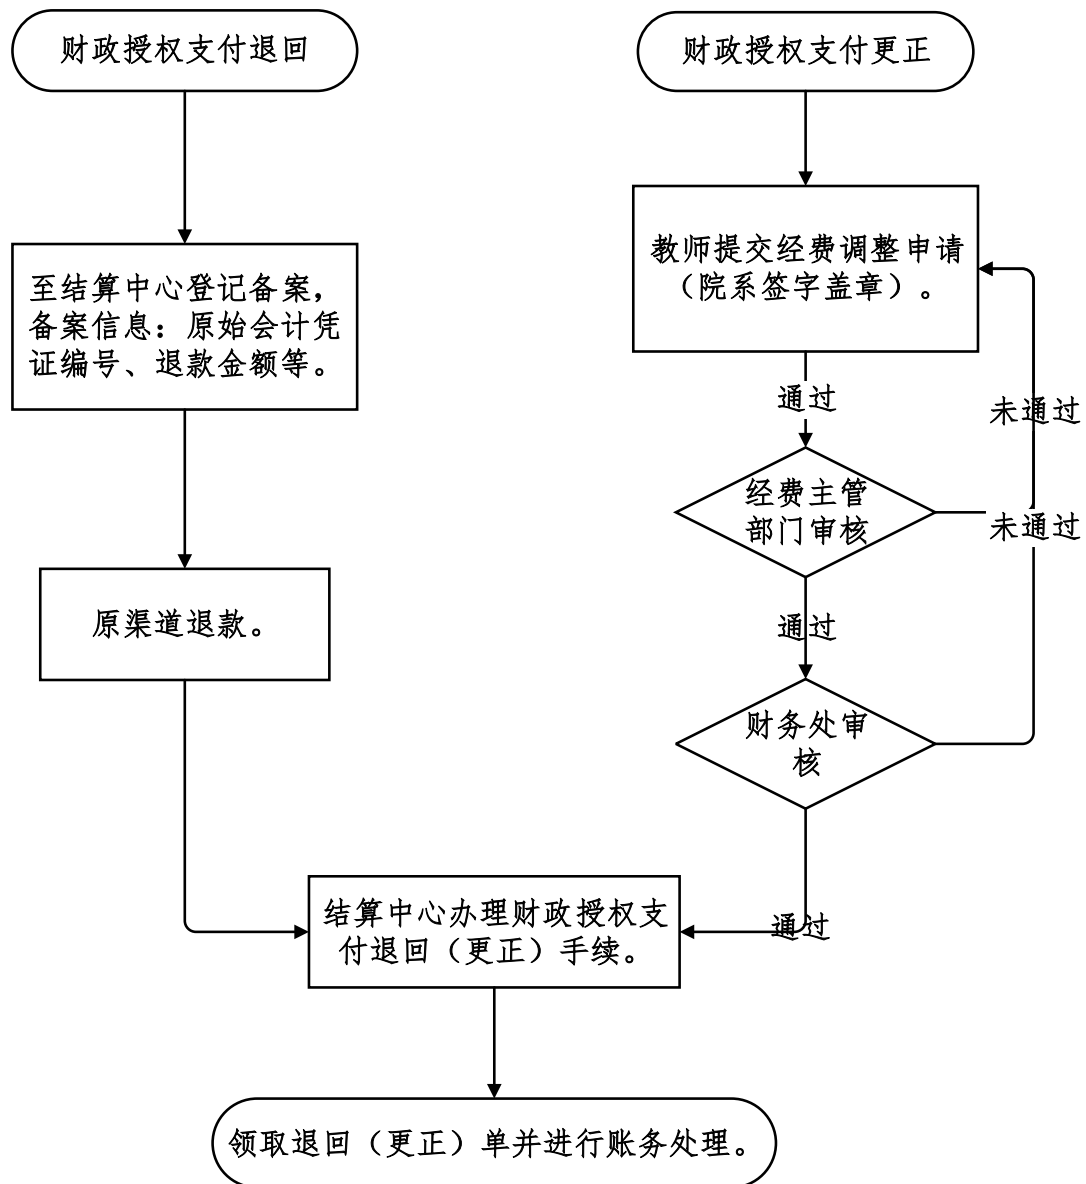 财政授权支付退回
财政授权支付更正
至结算中心登记备案，
备案信息：原始会计凭
证编号、退款金额等。
教师提交经费调整申请
（院系签字盖章）。
通过
未通过
经费主管
部门审核
未通过
原渠道退款。
通过
财务处审
核
结算中心办理财政授权支
付退回（更正）手续。
通过
领取退回（更正）单并进行账务处理。